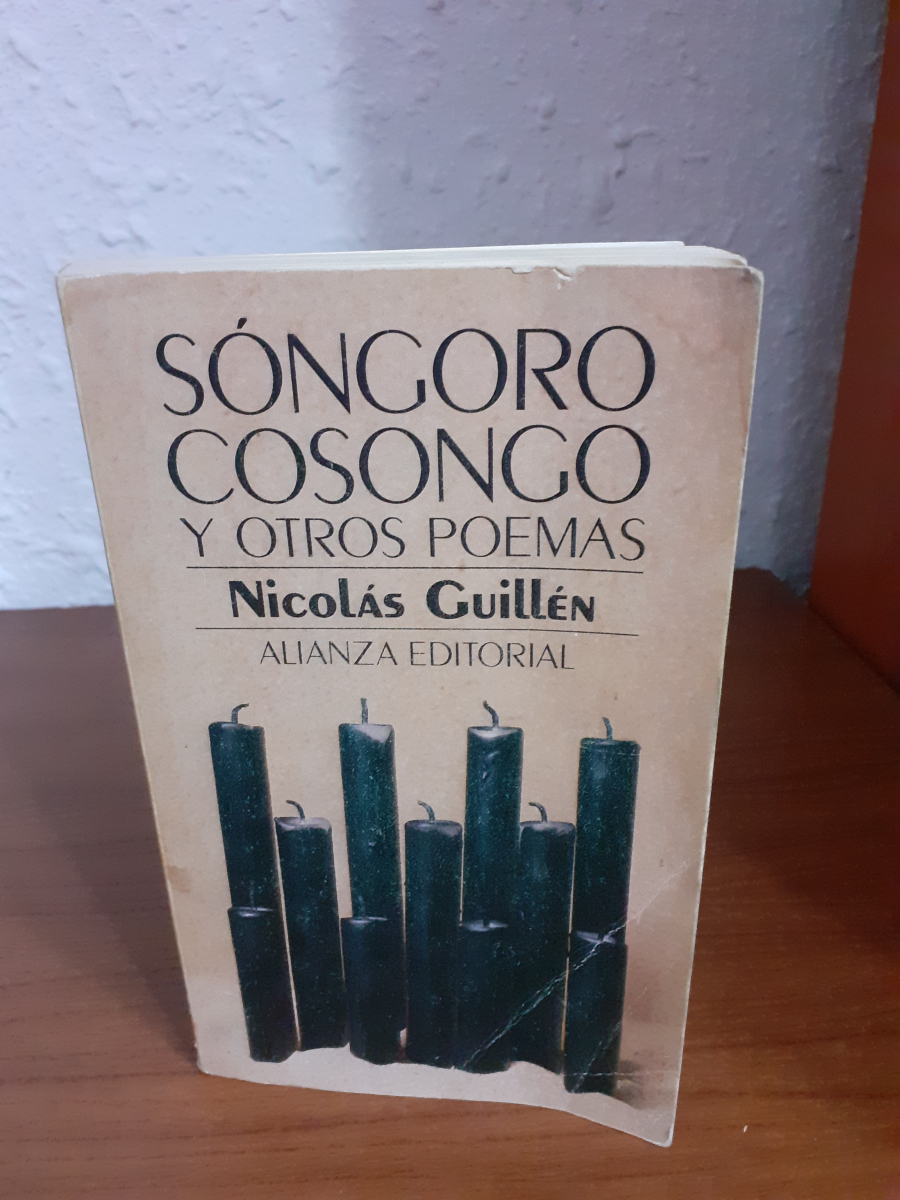 SÓNGORO
COSONGO
Y OTROS POEMAS
Nicolás Guillén
ALIANZA EDITORIAL